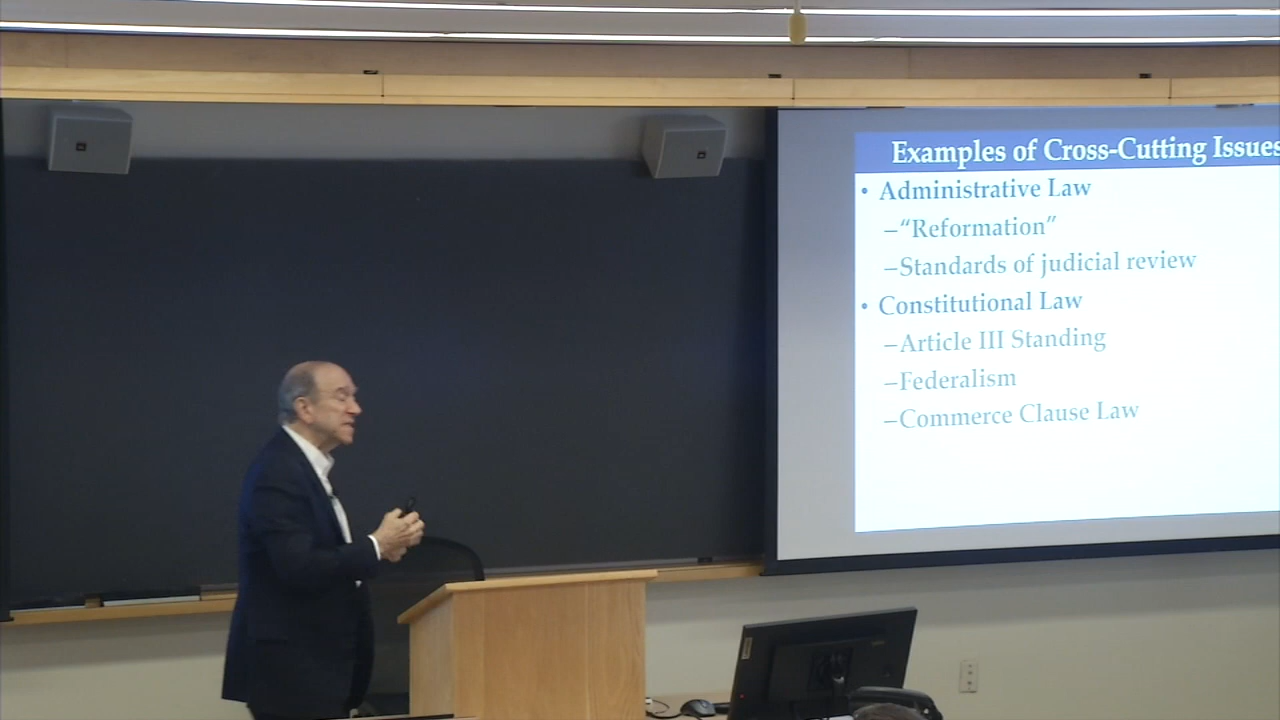 Examples of Cross-Cutting Issues
• Administrative Law
–“Reformation”
–Standards of judicial review
• Constitutional Law
–Article III Standing
–Federalism
–Commerce Clause Law